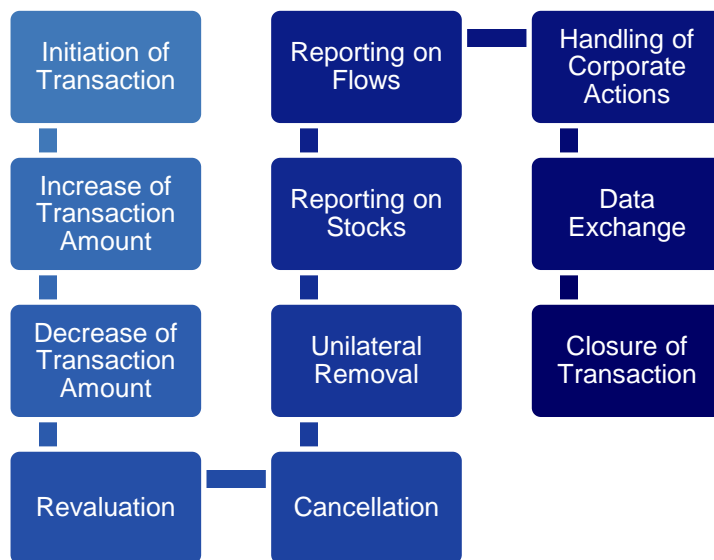 Initiation of
Transaction
Increase of
Transaction
Amount
Decrease of
Transaction
Amount
Revaluation
Cancellation
Unilateral
Removal
Reporting on
Stocks
Reporting on
Flows
Handling of
Corporate
Actions
Data
Exchange
Closure of
Transaction